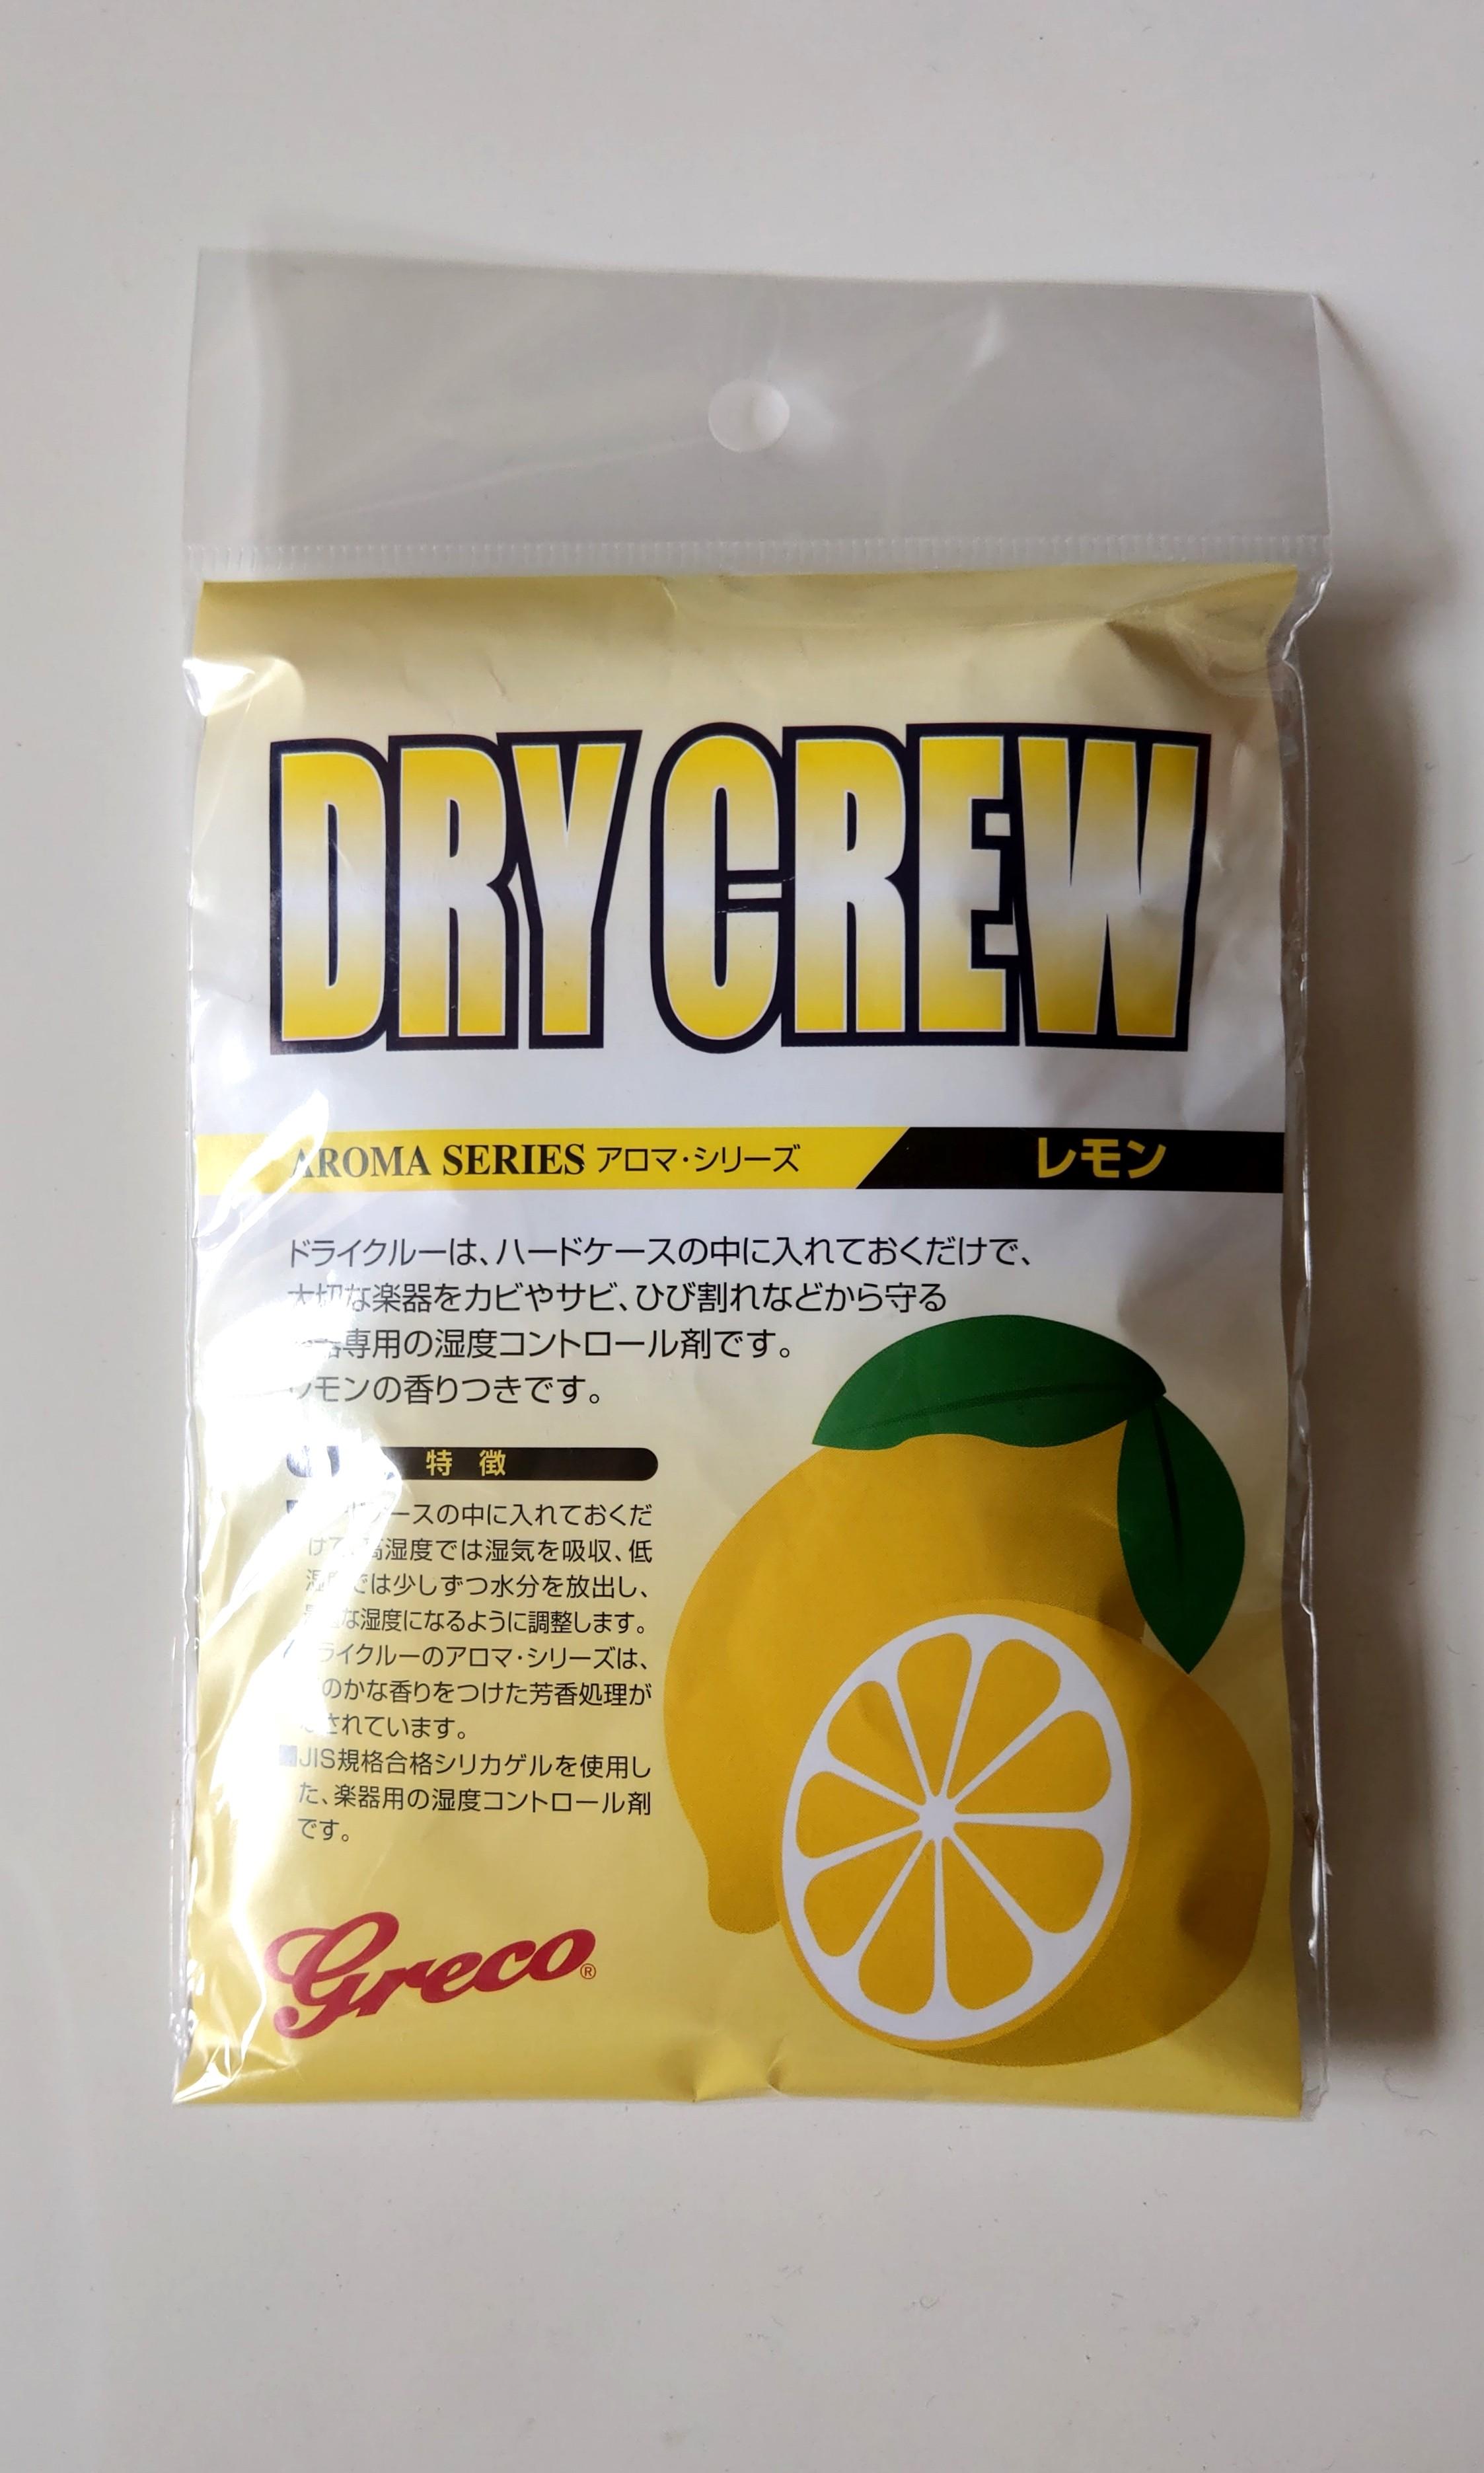 DRY CREW
AROMA SERIES アロマ・シリーズ
レモン
ドライクルーは、ハードケースの中に入れておくだけで、
大切な楽器をカビやサビ、ひび割れなどから守る
専用の湿度コントロール剤です。
レモンの香りつきです。
特 徴
ケースの中に入れておくだ
けで、高湿度では湿気を吸収、低
湿度では少しずつ水分を放出し、
な湿度になるように調整します。
ライクルーのアロマ・シリーズは、
のかな香りをつけた芳香処理が
されています。
■JIS規格合格シリカゲルを使用し
た、楽器用の湿度コントロール剤
です。
Greco®